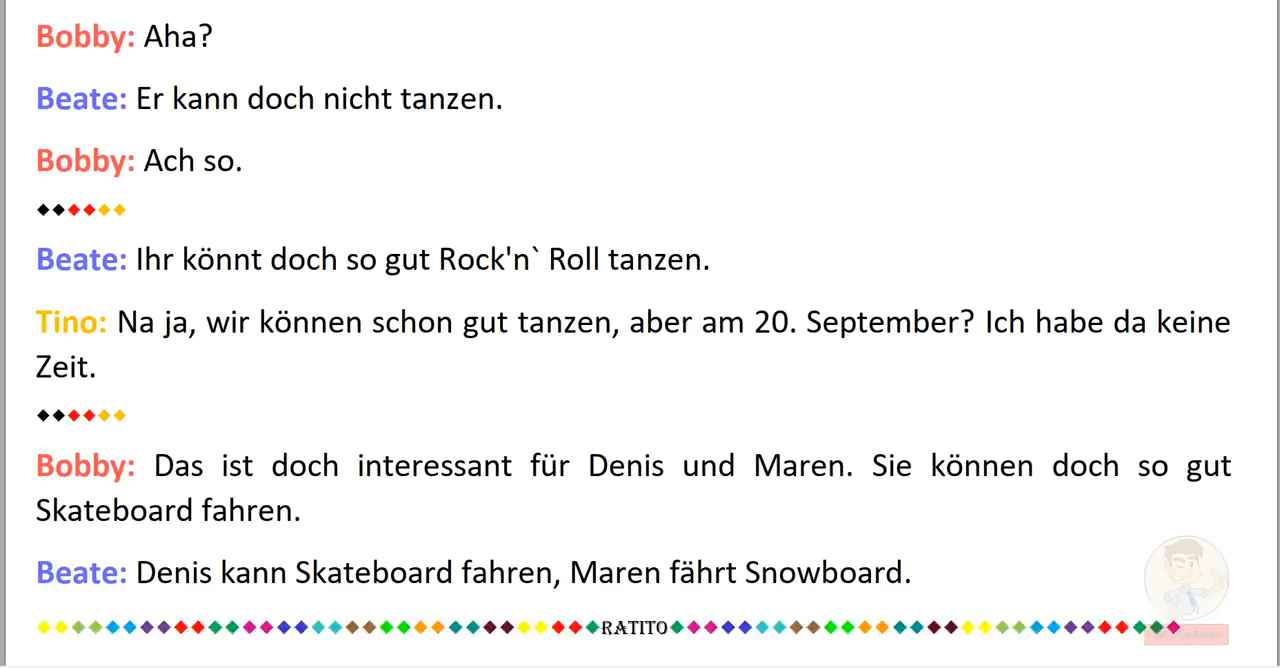 Bobby: Aha?
Beate: Er kann doch nicht tanzen.
Bobby: Ach so.
Beate: Ihr könnt doch so gut Rock'n` Roll tanzen.
Tino: Na ja, wir können schon gut tanzen, aber am 20. September? Ich habe da keine
Zeit.
Bobby: Das ist doch interessant für Denis und Maren. Sie können doch so gut
Skateboard fahren.
Beate: Denis kann Skateboard fahren, Maren fährt Snowboard.
RATITO